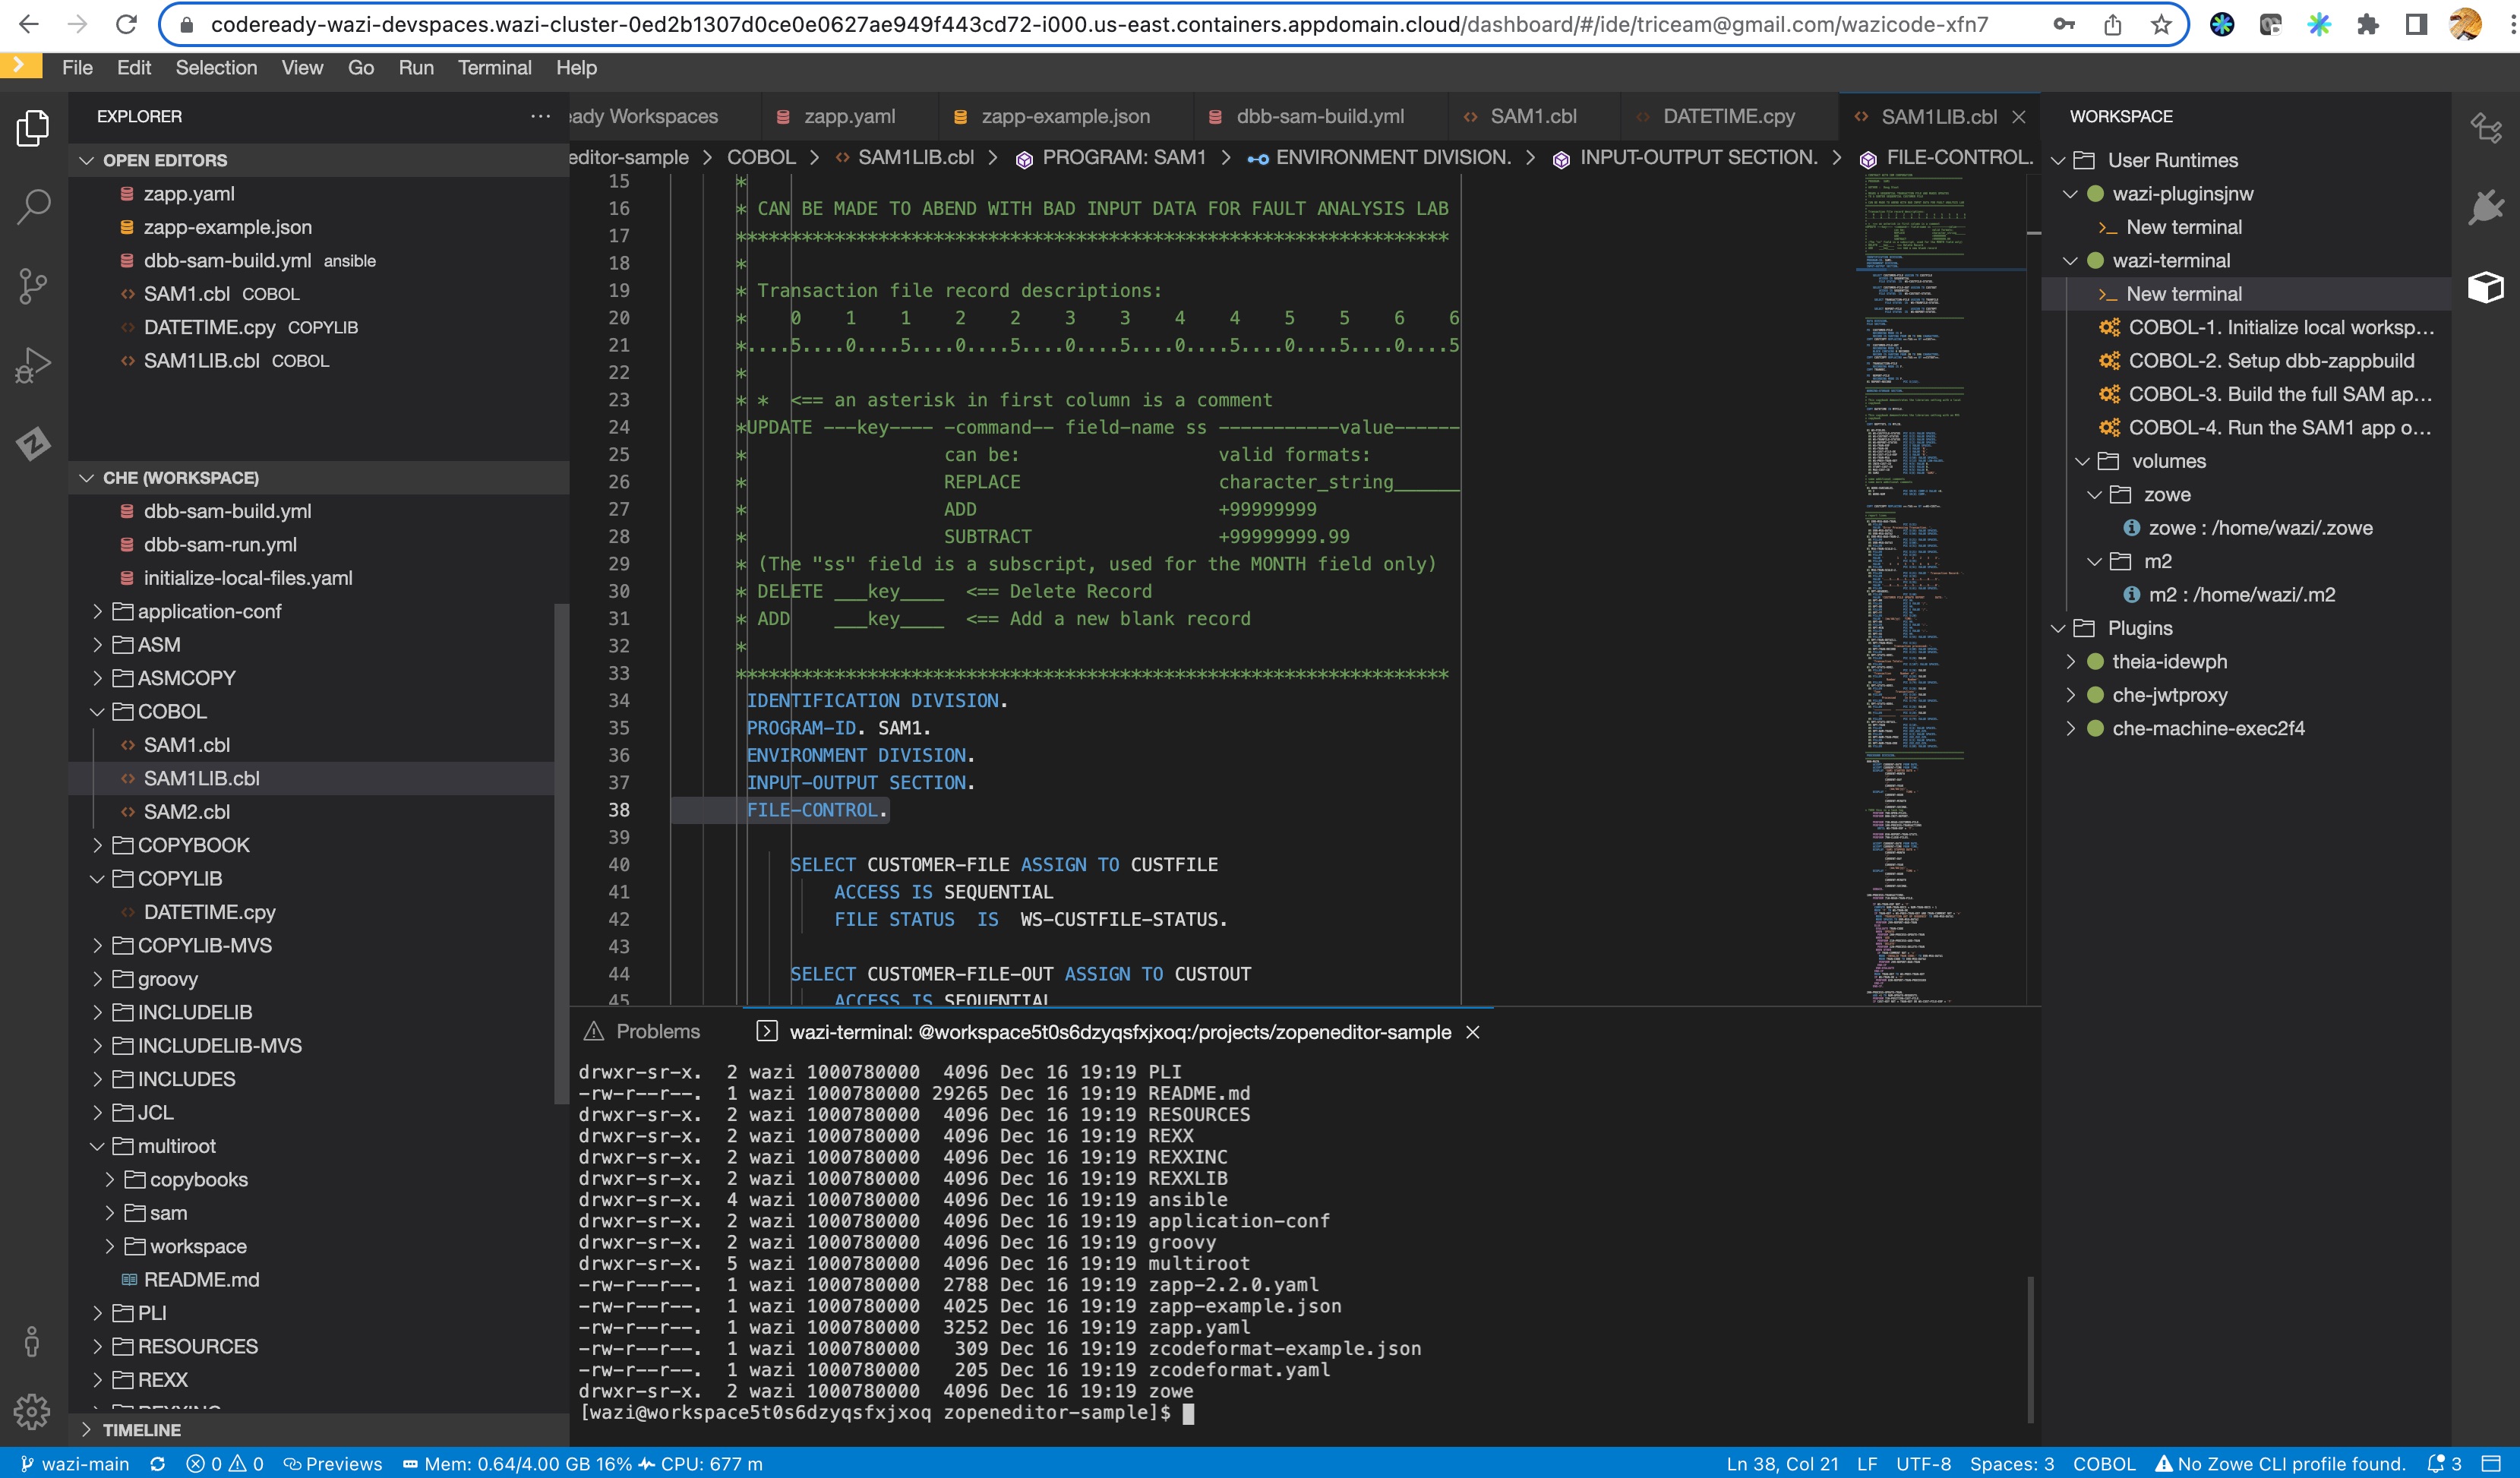 codeready-wazi-devspaces.wazi-cluster-0ed2b1307d0ce0e0627ae949f443cd72-i000.us-east.containers.appdomain.cloud/dashboard/#/ide/triceam@gmail.com/wazicode-xfn7
File Edit Selection View Go Run Terminal Help
EXPLORER
OPEN EDITORS
zapp.yaml
zapp-example.json
dbb-sam-build.yml ansible
SAM1.cbl COBOL
DATETIME.cpy COPYLIB
SAM1LIB.cbl COBOL
CHE (WORKSPACE)
dbb-sam-build.yml
dbb-sam-run.yml
initialize-local-files.yaml
application-conf
ASM
ASMCOPY
COBOL
SAM1.cbl
SAM1LIB.cbl
SAM2.cbl
COPYBOOK
COPYLIB
DATETIME.cpy
COPYLIB-MVS
groovy
INCLUDELIB
INCLUDELIB-MVS
INCLUDES
JCL
multiroot
copybooks
sam
workspace
README.md
PLI
RESOURCES
REXX
TIMELINE
eady Workspaces zapp.yaml zapp-example.json dbb-sam-build.yml SAM1.cbl DATETIME.cpy SAM1LIB.cbl
editor-sample > COBOL > SAM1LIB.cbl > PROGRAM: SAM1 > ENVIRONMENT DIVISION. > INPUT-OUTPUT SECTION. > FILE-CONTROL.
15 *
16 * CAN BE MADE TO ABEND WITH BAD INPUT DATA FOR FAULT ANALYSIS LAB
17 *****************************************************************
18 *
19 * Transaction file record descriptions:
20 *    0    1    1    2    2    3    3    4    4    5    5    6    6
21 *....5....0....5....0....5....0....5....0....5....0....5....0....5
22 *
23 * *  <== an asterisk in first column is a comment
24 *UPDATE ---key---- -command-- field-name ss -----------value------
25 *                  can be:                  valid formats:
26 *                  REPLACE                  character_string______
27 *                  ADD                      +99999999
28 *                  SUBTRACT                 +99999999.99
29 * (The "ss" field is a subscript, used for the MONTH field only)
30 * DELETE ___key____  <== Delete Record
31 * ADD    ___key____  <== Add a new blank record
32 *
33 *****************************************************************
34 IDENTIFICATION DIVISION.
35 PROGRAM-ID. SAM1.
36 ENVIRONMENT DIVISION.
37 INPUT-OUTPUT SECTION.
38 FILE-CONTROL.
39
40 SELECT CUSTOMER-FILE ASSIGN TO CUSTFILE
41 ACCESS IS SEQUENTIAL
42 FILE STATUS  IS  WS-CUSTFILE-STATUS.
43
44 SELECT CUSTOMER-FILE-OUT ASSIGN TO CUSTOUT
45 ACCESS IS SEQUENTIAL
Problems wazi-terminal: @workspace5t0s6dzyqsfxjxoq:/projects/zopeneditor-sample
drwxr-sr-x.  2 wazi 1000780000  4096 Dec 16 19:19 PLI
-rw-r--r--.  1 wazi 1000780000 29265 Dec 16 19:19 README.md
drwxr-sr-x.  2 wazi 1000780000  4096 Dec 16 19:19 RESOURCES
drwxr-sr-x.  2 wazi 1000780000  4096 Dec 16 19:19 REXX
drwxr-sr-x.  2 wazi 1000780000  4096 Dec 16 19:19 REXXINC
drwxr-sr-x.  2 wazi 1000780000  4096 Dec 16 19:19 REXXLIB
drwxr-sr-x.  4 wazi 1000780000  4096 Dec 16 19:19 ansible
drwxr-sr-x.  2 wazi 1000780000  4096 Dec 16 19:19 application-conf
drwxr-sr-x.  2 wazi 1000780000  4096 Dec 16 19:19 groovy
drwxr-sr-x.  5 wazi 1000780000  4096 Dec 16 19:19 multiroot
-rw-r--r--.  1 wazi 1000780000  2788 Dec 16 19:19 zapp-2.2.0.yaml
-rw-r--r--.  1 wazi 1000780000  4025 Dec 16 19:19 zapp-example.json
-rw-r--r--.  1 wazi 1000780000  3252 Dec 16 19:19 zapp.yaml
-rw-r--r--.  1 wazi 1000780000   309 Dec 16 19:19 zcodeformat-example.json
-rw-r--r--.  1 wazi 1000780000   205 Dec 16 19:19 zcodeformat.yaml
drwxr-sr-x.  2 wazi 1000780000  4096 Dec 16 19:19 zowe
[wazi@workspace5t0s6dzyqsfxjxoq zopeneditor-sample]$
WORKSPACE
User Runtimes
wazi-pluginsjnw
New terminal
wazi-terminal
New terminal
COBOL-1. Initialize local worksp...
COBOL-2. Setup dbb-zappbuild
COBOL-3. Build the full SAM ap...
COBOL-4. Run the SAM1 app o...
volumes
zowe
zowe : /home/wazi/.zowe
m2
m2 : /home/wazi/.m2
Plugins
theia-idewph
che-jwtproxy
che-machine-exec2f4
wazi-main 0 0 Previews Mem: 0.64/4.00 GB 16% CPU: 677 m Ln 38, Col 21 LF UTF-8 Spaces: 3 COBOL No Zowe CLI profile found. 3